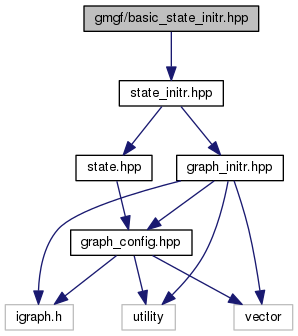 gmgf/basic_state_initr.hpp
state_initr.hpp
state.hpp
graph_initr.hpp
graph_config.hpp
igraph.h
utility
vector